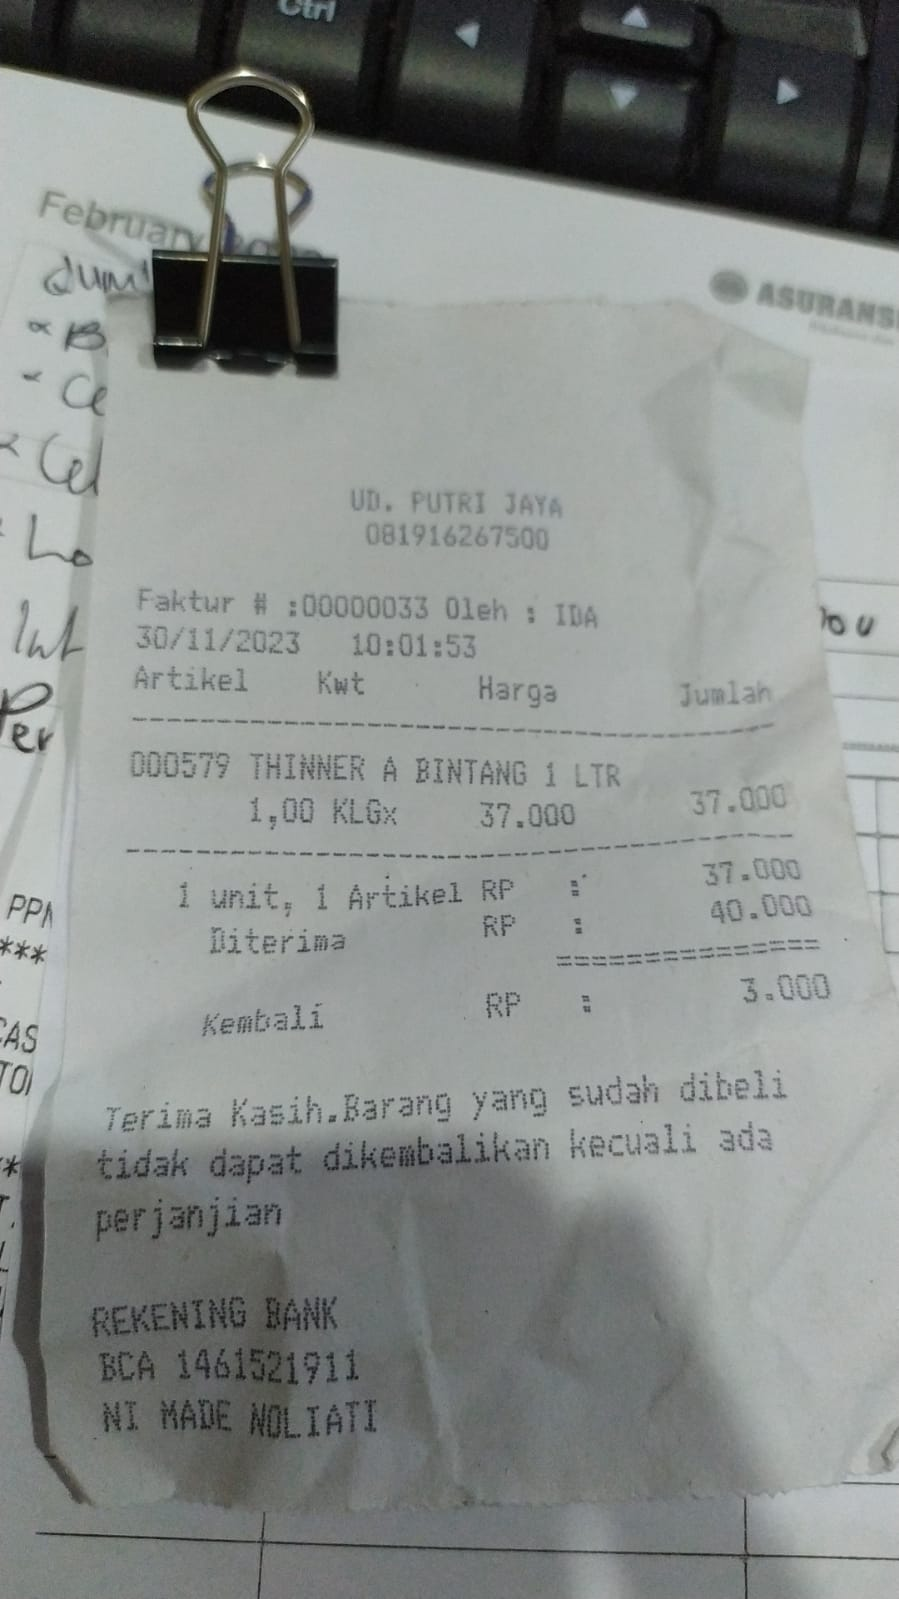 Ctrl
February
ASURANSI
UD. PUTRI JAYA
081916267500
Faktur # :00000033 Oleh : IDA
30/11/2023 10:01:53
Artikel Kwt Harga Jumlah
000579 THINNER A BINTANG 1 LTR
1,00 KLGx 37.000 37.000
1 unit, 1 Artikel RP : 37.000
Diterima RP : 40.000
===============
Kembali RP : 3.000
Terima Kasih.Barang yang sudah dibeli
tidak dapat dikembalikan kecuali ada
perjanjian
REKENING BANK
BCA 1461521911
NI MADE NOLIATI